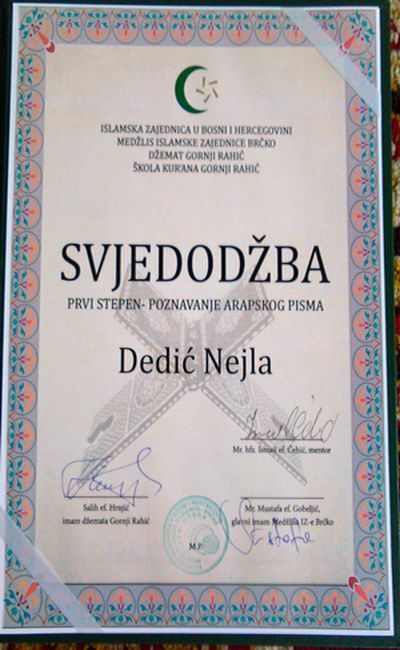 ISLAMSKA ZAJEDNICA U BOSNI I HERCEGOVINI
MEDŽLIS ISLAMSKE ZAJEDNICE BRČKO
DŽEMAT GORNJI RAHIĆ
ŠKOLA KUR'ANA GORNJI RAHIĆ
SVJEDODŽBA
PRVI STEPEN- POZNAVANJE ARAPSKOG PISMA
Dedić Nejla
Mr. hfz. Ismail ef. Čehić, mentor
Salih ef. Hrnjić
imam džemata Gornji Rahić
M.P.
Mr. Mustafa ef. Gobeljić,
glavni imam Medžlisa IZ-e Brčko